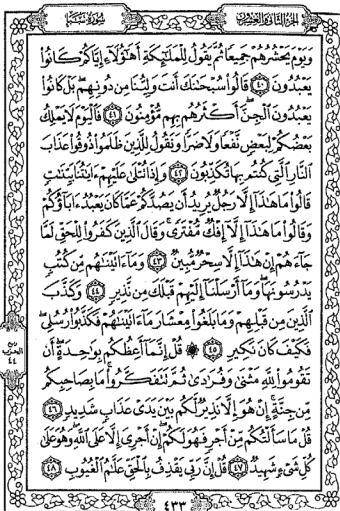 الجزء الثاني والعشرون
سورة سبإ
وَيَوْمَ يَحْشُرُهُمْ جَمِيعًا ثُمَّ يَقُولُ لِلْمَلَٰٓئِكَةِ أَهَٰٓؤُلَآءِ إِيَّاكُمْ كَانُوا۟
يَعْبُدُونَ ٤٠ قَالُوا۟ سُبْحَٰنَكَ أَنتَ وَلِيُّنَا مِن دُونِهِم ۖ بَلْ كَانُوا۟
يَعْبُدُونَ ٱلْجِنَّ ۖ أَكْثَرُهُم بِهِم مُّؤْمِنُونَ ٤١ فَٱلْيَوْمَ لَا يَمْلِكُ
بَعْضُكُمْ لِبَعْضٍ نَّفْعًا وَلَا ضَرًّا وَنَقُولُ لِلَّذِينَ ظَلَمُوا۟ ذُوقُوا۟ عَذَابَ
ٱلنَّارِ ٱلَّتِى كُنتُم بِهَا تُكَذِّبُونَ ٤٢ وَإِذَا تُتْلَىٰ عَلَيْهِمْ ءَايَٰتُنَا بَيِّنَٰتٍ
قَالُوا۟ مَا هَٰذَآ إِلَّا رَجُلٌ يُرِيدُ أَن يَصُدَّكُمْ عَمَّا كَانَ يَعْبُدُ ءَابَآؤُكُمْ
وَقَالُوا۟ مَا هَٰذَآ إِلَّآ إِفْكٌ مُّفْتَرًى ۚ وَقَالَ ٱلَّذِينَ كَفَرُوا۟ لِلْحَقِّ لَمَّا
جَآءَهُمْ إِنْ هَٰذَآ إِلَّا سِحْرٌ مُّبِينٌ ٤٣ وَمَآ ءَاتَيْنَٰهُم مِّن كُتُبٍ
يَدْرُسُونَهَا ۖ وَمَآ أَرْسَلْنَآ إِلَيْهِمْ قَبْلَكَ مِن نَّذِيرٍ ٤٤ وَكَذَّبَ
ٱلَّذِينَ مِن قَبْلِهِمْ وَمَا بَلَغُوا۟ مِعْشَارَ مَآ ءَاتَيْنَٰهُمْ فَكَذَّبُوا۟ رُسُلِى ۖ
فَكَيْفَ كَانَ نَكِيرِ ٤٥ ۞ قُلْ إِنَّمَآ أَعِظُكُم بِوَٰحِدَةٍ ۖ أَن
تَقُومُوا۟ لِلَّهِ مَثْنَىٰ وَفُرَٰدَىٰ ثُمَّ تَتَفَكَّرُوا۟ ۚ مَا بِصَاحِبِكُم
مِّن جِنَّةٍ ۚ إِنْ هُوَ إِلَّا نَذِيرٌ لَّكُم بَيْنَ يَدَىْ عَذَابٍ شَدِيدٍ ٤٦
قُلْ مَا سَأَلْتُكُم مِّنْ أَجْرٍ فَهُوَ لَكُمْ ۖ إِنْ أَجْرِىَ إِلَّا عَلَى ٱللَّهِ ۖ وَهُوَ عَلَىٰ
كُلِّ شَىْءٍ شَهِيدٌ ٤٧ قُلْ إِنَّ رَبِّى يَقْذِفُ بِٱلْحَقِّ عَلَّٰمُ ٱلْغُيُوبِ ٤٨
ربع
الحزب
٤٤
٤٣٣